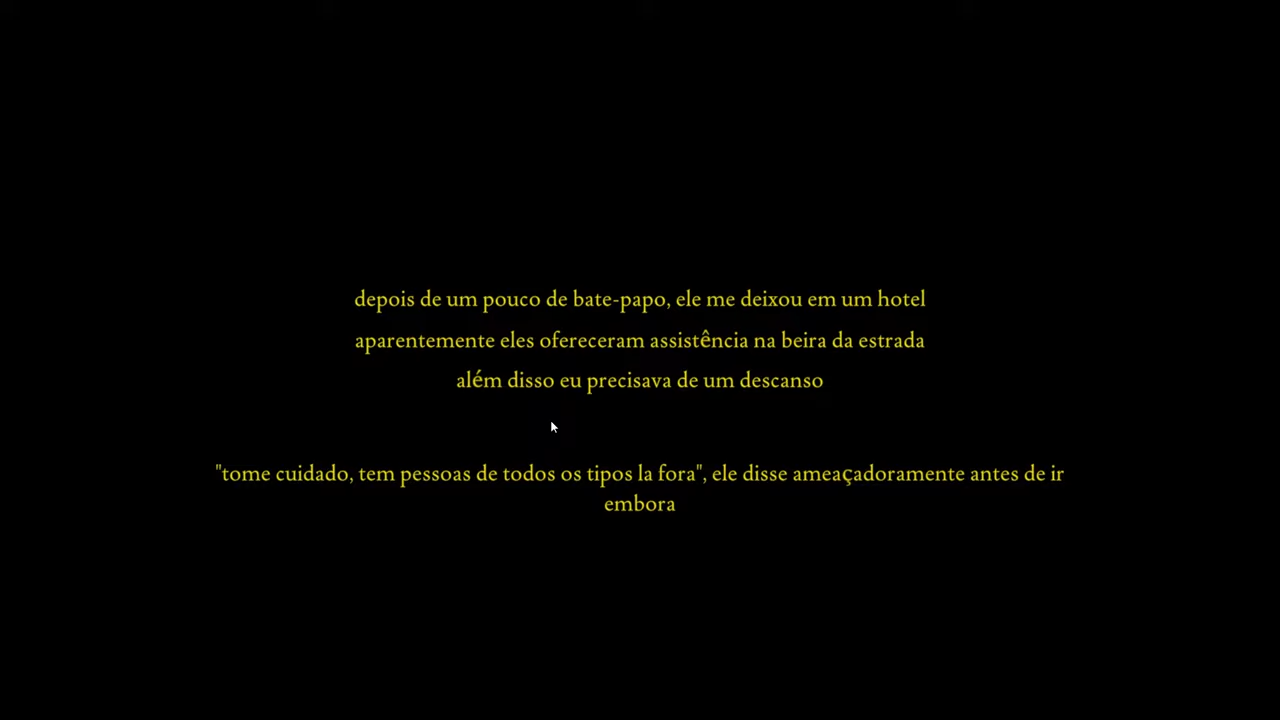 depois de um pouco de bate-papo, ele me deixou em um hotel
aparentemente eles ofereceram assistência na beira da estrada
além disso eu precisava de um descanso
"tome cuidado, tem pessoas de todos os tipos la fora", ele disse ameaçadoramente antes de ir
embora